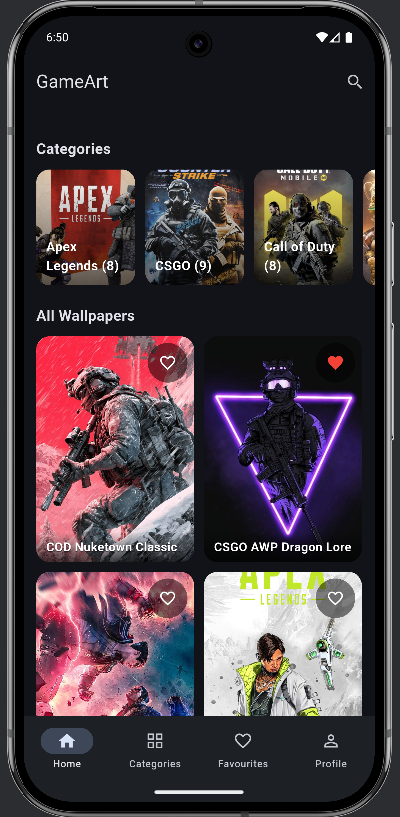 6:50
GameArt
Categories
APEX
LEGENDS
COUNTER
STRIKE
CALL OF DUTY
MOBILE
Apex
Legends (8)
CSGO (9)
Call of Duty
(8)
All Wallpapers
COD Nuketown Classic
CSGO AWP Dragon Lore
APEX
LEGENDS
Home
Categories
Favourites
Profile